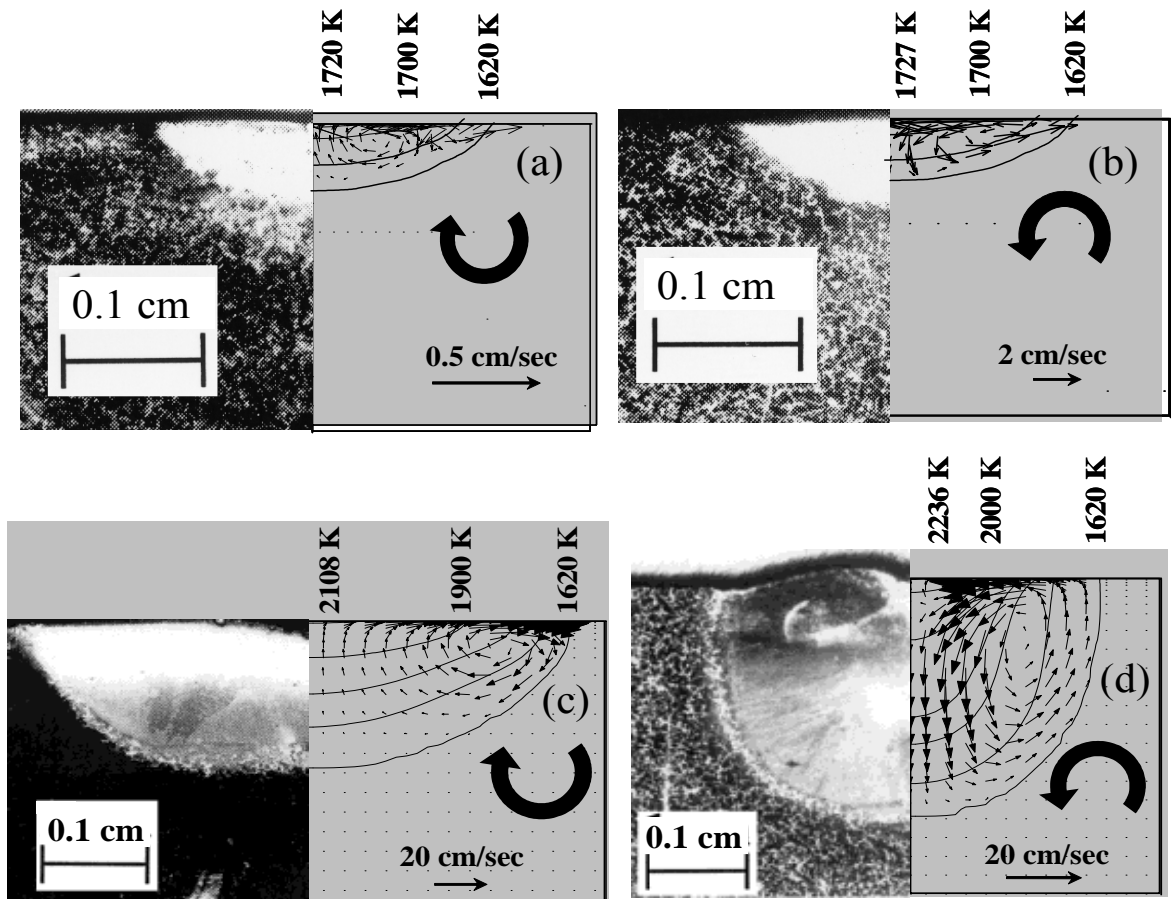 1720 K
1700 K
1620 K
(a)
0.1 cm
0.5 cm/sec
1727 K
1700 K
1620 K
(b)
0.1 cm
2 cm/sec
2108 K
1900 K
1620 K
(c)
0.1 cm
20 cm/sec
2236 K
2000 K
1620 K
(d)
0.1 cm
20 cm/sec